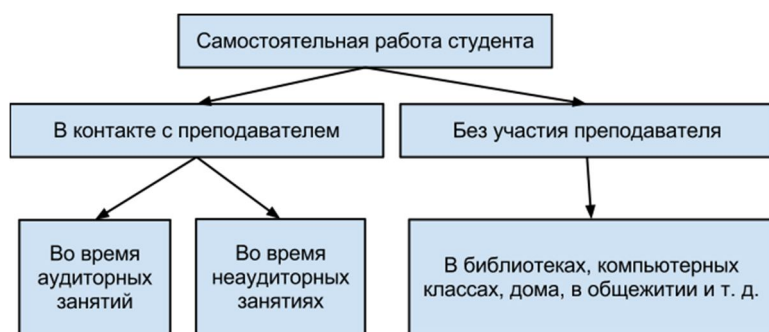 Самостоятельная работа студента
В контакте с преподавателем
Без участия преподавателя
Во время
аудиторных
занятий
Во время
неаудиторных
занятиях
В библиотеках, компьютерных
классах, дома, в общежитии и т. д.